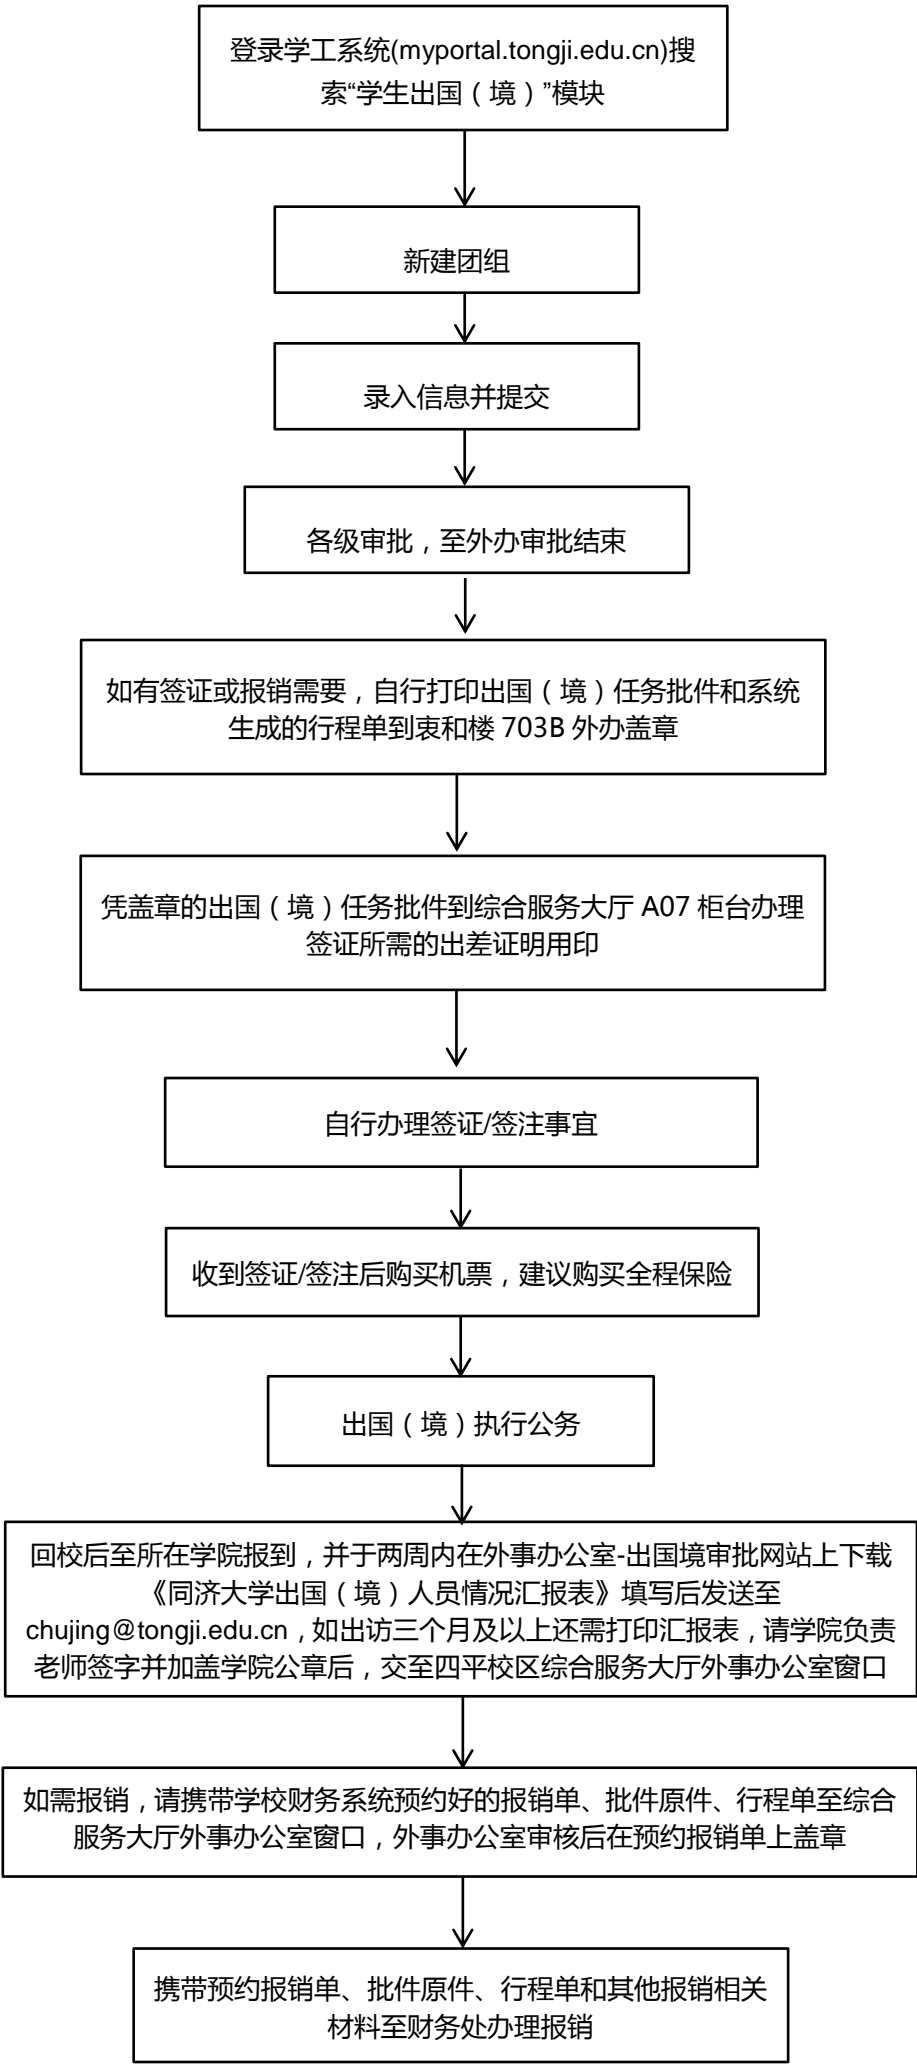 登录学工系统(myportal.tongji.edu.cn)搜
索“学生出国（境）”模块
新建团组
录入信息并提交
各级审批，至外办审批结束
如有签证或报销需要，自行打印出国（境）任务批件和系统
生成的行程单到衷和楼 703B 外办盖章
凭盖章的出国（境）任务批件到综合服务大厅 A07 柜台办理
签证所需的出差证明用印
自行办理签证/签注事宜
收到签证/签注后购买机票，建议购买全程保险
出国（境）执行公务
回校后至所在学院报到，并于两周内在外事办公室-出国境审批网站上下载
《同济大学出国（境）人员情况汇报表》填写后发送至
chujing@tongji.edu.cn，如出访三个月及以上还需打印汇报表，请学院负责
老师签字并加盖学院公章后，交至四平校区综合服务大厅外事办公室窗口
如需报销，请携带学校财务系统预约好的报销单、批件原件、行程单至综合
服务大厅外事办公室窗口，外事办公室审核后在预约报销单上盖章
携带预约报销单、批件原件、行程单和其他报销相关
材料至财务处办理报销